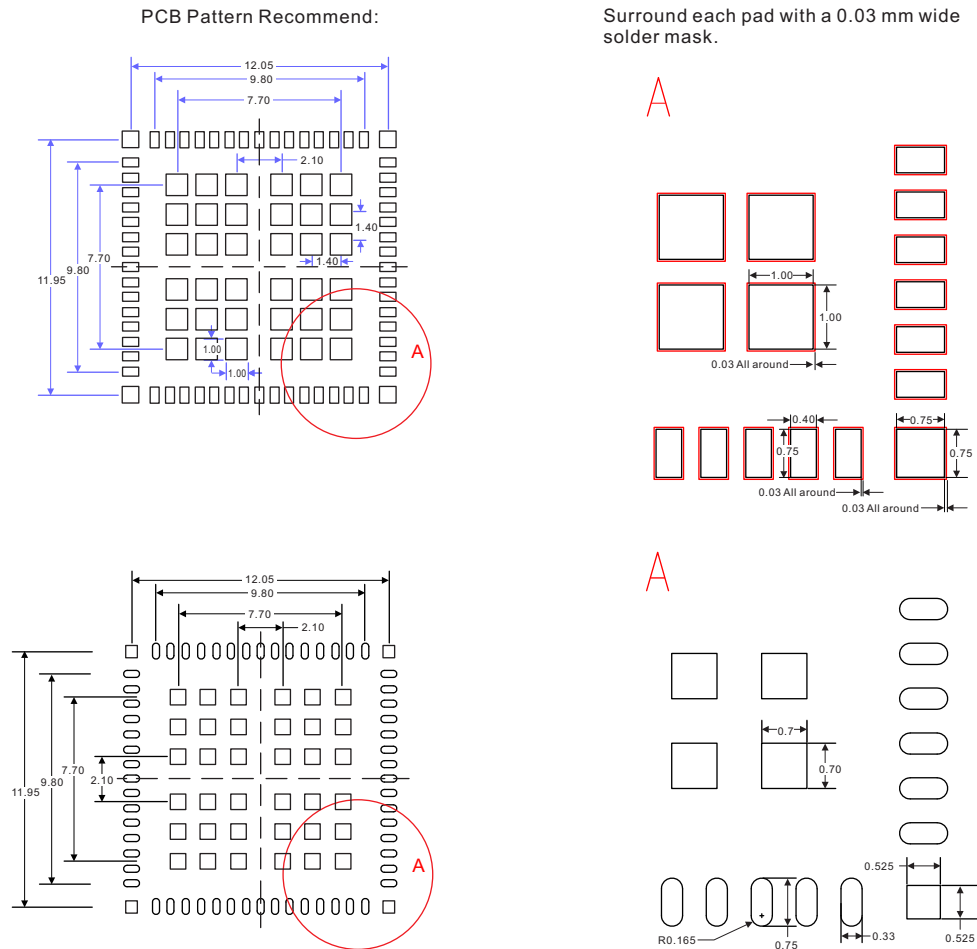 PCB Pattern Recommend:
Surround each pad with a 0.03 mm wide
solder mask.
12.05
9.80
7.70
2.10
1.40
1.40
7.70
9.80
11.95
1.00
1.00
A
A
1.00
1.00
0.03 All around
0.40
0.75
0.75
0.75
0.03 All around
0.03 All around
12.05
9.80
7.70
2.10
7.70
2.10
9.80
11.95
A
A
0.7
0.70
0.525
R0.165
0.75
0.33
0.525